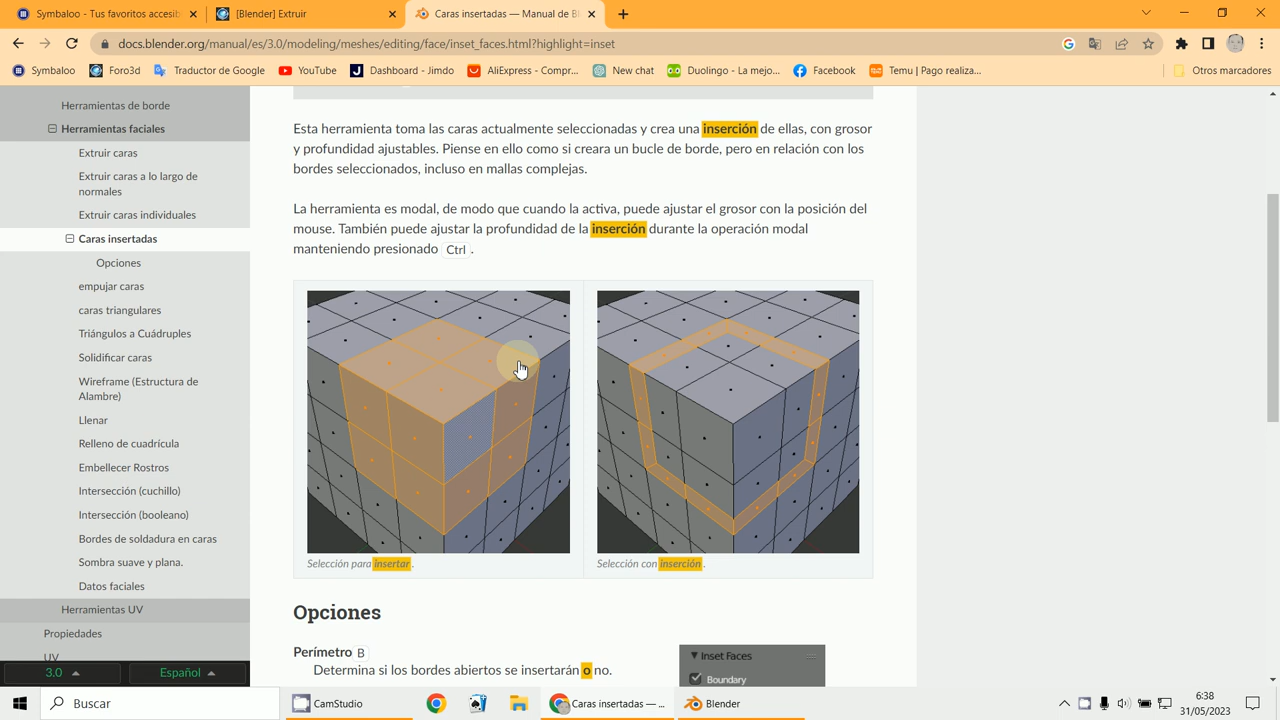 Symbaloo - Tus favoritos accesib
[Blender] Extruir
Caras insertadas — Manual de Bl
docs.blender.org/manual/es/3.0/modeling/meshes/editing/face/inset_faces.html?highlight=inset
Symbaloo
Foro3d
Traductor de Google
YouTube
Dashboard - Jimdo
AliExpress - Compr...
New chat
Duolingo - La mejo...
Facebook
Temu | Pago realiza...
Otros marcadores
Herramientas de borde
Herramientas faciales
Extruir caras
Extruir caras a lo largo de
normales
Extruir caras individuales
Caras insertadas
Opciones
empujar caras
caras triangulares
Triángulos a Cuádruples
Solidificar caras
Wireframe (Estructura de
Alambre)
Llenar
Relleno de cuadrícula
Embellecer Rostros
Intersección (cuchillo)
Intersección (booleano)
Bordes de soldadura en caras
Sombra suave y plana.
Datos faciales
Herramientas UV
Propiedades
UV
3.0
Español
Esta herramienta toma las caras actualmente seleccionadas y crea una inserción de ellas, con grosor
y profundidad ajustables. Piense en ello como si creara un bucle de borde, pero en relación con los
bordes seleccionados, incluso en mallas complejas.
La herramienta es modal, de modo que cuando la activa, puede ajustar el grosor con la posición del
mouse. También puede ajustar la profundidad de la inserción durante la operación modal
manteniendo presionado Ctrl.
Selección para insertar.
Selección con inserción.
Opciones
Perímetro B
Determina si los bordes abiertos se insertarán o no.
Inset Faces
Boundary
Buscar
CamStudio
Caras insertadas — ...
Blender
6:38
31/05/2023